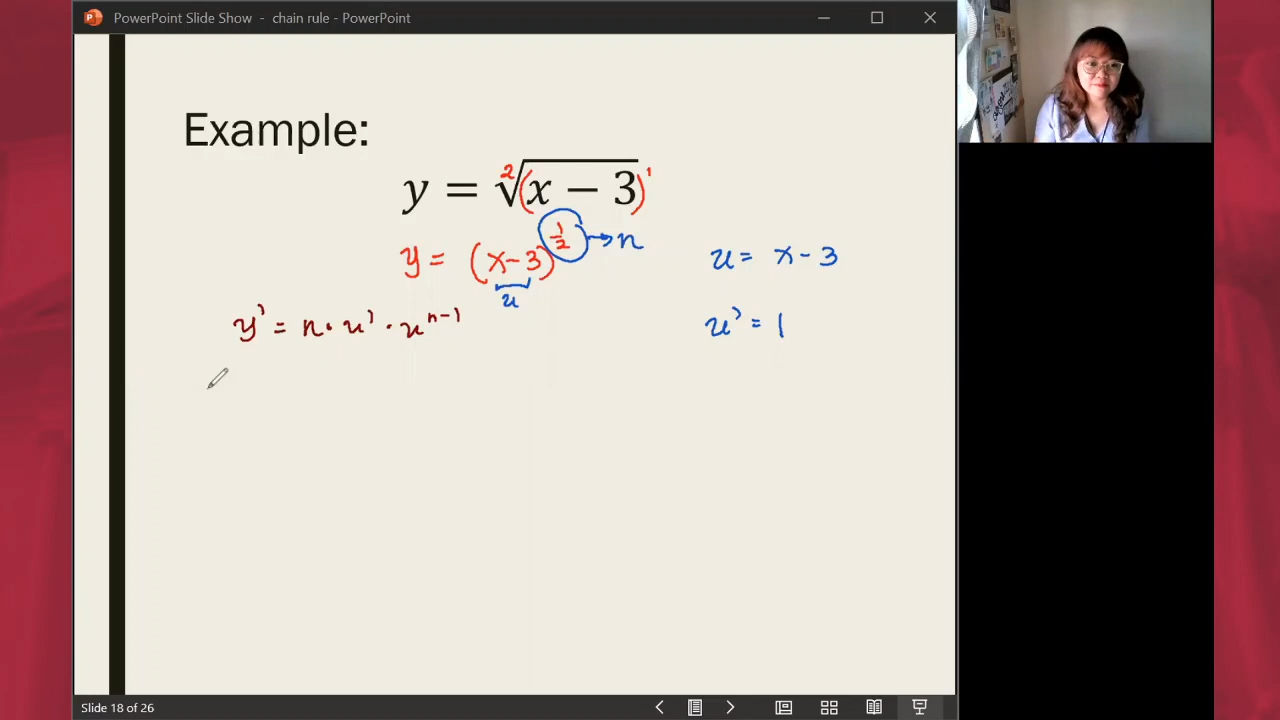 PowerPoint Slide Show - chain rule - PowerPoint
Example:
y = ²√(x − 3)¹
y = (x-3)^1/2 → n
u = x - 3
u
y' = n · u' · u^n-1
u' = 1
Slide 18 of 26